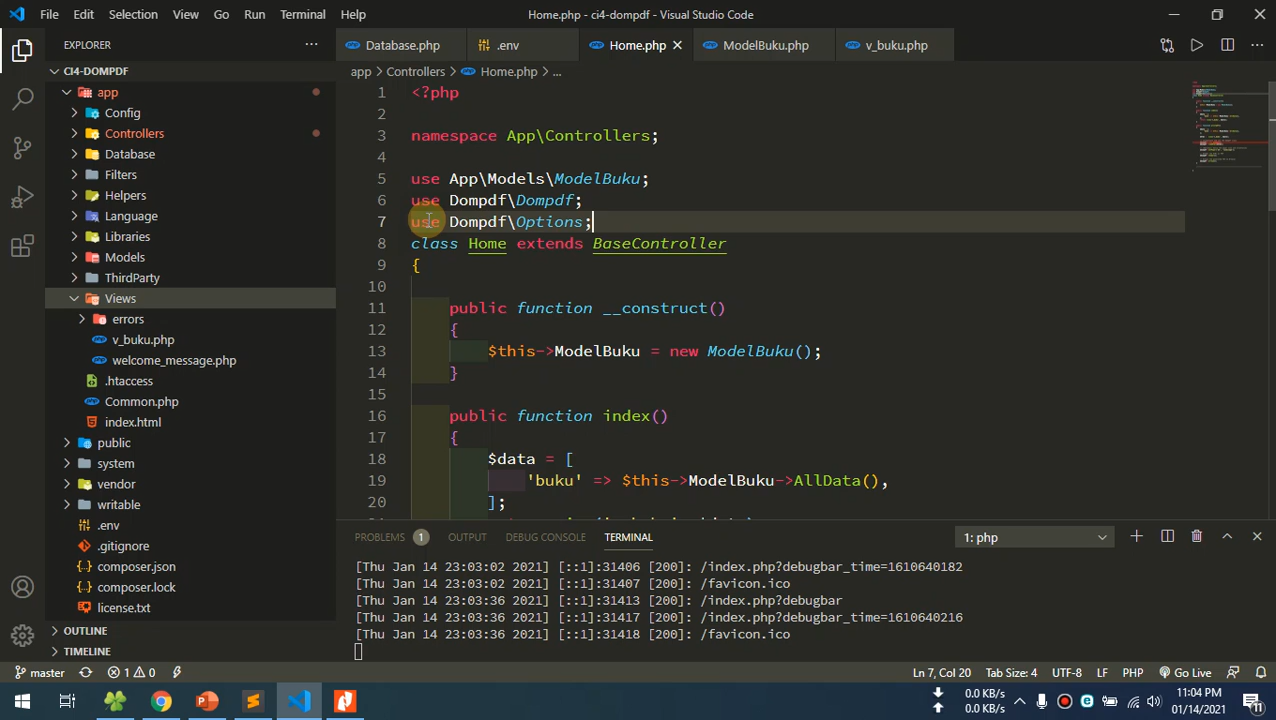 File Edit Selection View Go Run Terminal Help
Home.php - ci4-dompdf - Visual Studio Code
EXPLORER
Database.php
.env
Home.php
ModelBuku.php
v_buku.php
CI4-DOMPDF
app > Controllers > Home.php > ...
app
Config
Controllers
Database
Filters
Helpers
Language
Libraries
Models
ThirdParty
Views
errors
v_buku.php
welcome_message.php
.htaccess
Common.php
index.html
public
system
vendor
writable
.env
.gitignore
composer.json
composer.lock
license.txt
OUTLINE
TIMELINE
1 <?php
2
3 namespace App\Controllers;
4
5 use App\Models\ModelBuku;
6 use Dompdf\Dompdf;
7 use Dompdf\Options;
8 class Home extends BaseController
9 {
10
11 public function __construct()
12 {
13 $this->ModelBuku = new ModelBuku();
14 }
15
16 public function index()
17 {
18 $data = [
19 'buku' => $this->ModelBuku->AllData(),
20 ];
PROBLEMS 1 OUTPUT DEBUG CONSOLE TERMINAL
1: php
[Thu Jan 14 23:03:02 2021] [::1]:31406 [200]: /index.php?debugbar_time=1610640182
[Thu Jan 14 23:03:02 2021] [::1]:31407 [200]: /favicon.ico
[Thu Jan 14 23:03:36 2021] [::1]:31413 [200]: /index.php?debugbar
[Thu Jan 14 23:03:36 2021] [::1]:31417 [200]: /index.php?debugbar_time=1610640216
[Thu Jan 14 23:03:36 2021] [::1]:31418 [200]: /favicon.ico
master 1 0
Ln 7, Col 20 Tab Size: 4 UTF-8 LF PHP Go Live
0.0 KB/s
0.0 KB/s
11:04 PM
01/14/2021
11